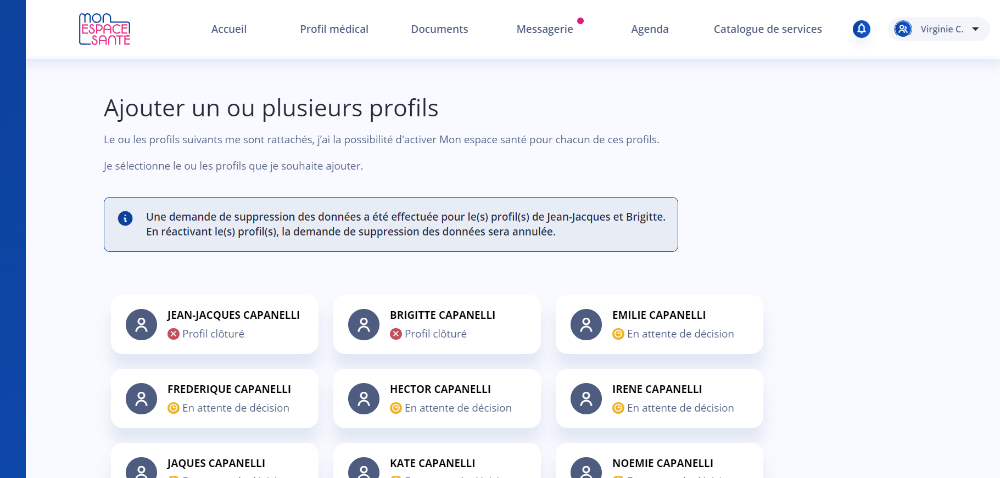 mon
ESPACE
SANTÉ
Accueil
Profil médical
Documents
Messagerie
Agenda
Catalogue de services
Virginie C.
Ajouter un ou plusieurs profils
Le ou les profils suivants me sont rattachés, j’ai la possibilité d'activer Mon espace santé pour chacun de ces profils.
Je sélectionne le ou les profils que je souhaite ajouter.
Une demande de suppression des données a été effectuée pour le(s) profil(s) de Jean-Jacques et Brigitte.
En réactivant le(s) profil(s), la demande de suppression des données sera annulée.
JEAN-JACQUES CAPANELLI
Profil clôturé
BRIGITTE CAPANELLI
Profil clôturé
EMILIE CAPANELLI
En attente de décision
FREDERIQUE CAPANELLI
En attente de décision
HECTOR CAPANELLI
En attente de décision
IRENE CAPANELLI
En attente de décision
JAQUES CAPANELLI
KATE CAPANELLI
NOEMIE CAPANELLI